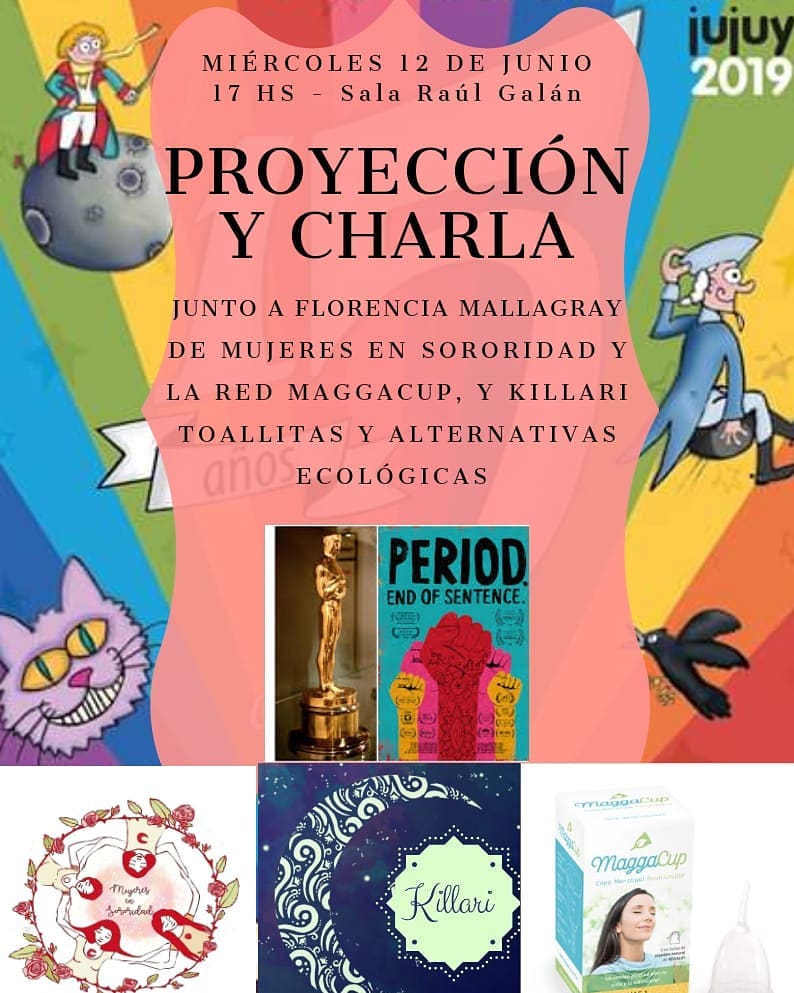 jujuy
2019
MIÉRCOLES 12 DE JUNIO
17 HS - Sala Raúl Galán
PROYECCIÓN
Y CHARLA
JUNTO A FLORENCIA MALLAGRAY
DE MUJERES EN SORORIDAD Y
LA RED MAGGACUP, Y KILLARI
TOALLITAS Y ALTERNATIVAS
ECOLÓGICAS
15
años
PERIOD.
END OF SENTENCE.
Mujeres
en
Sororidad
Killari
MaggaCup
MaggaCup
Copa Menstrual Reutilizable